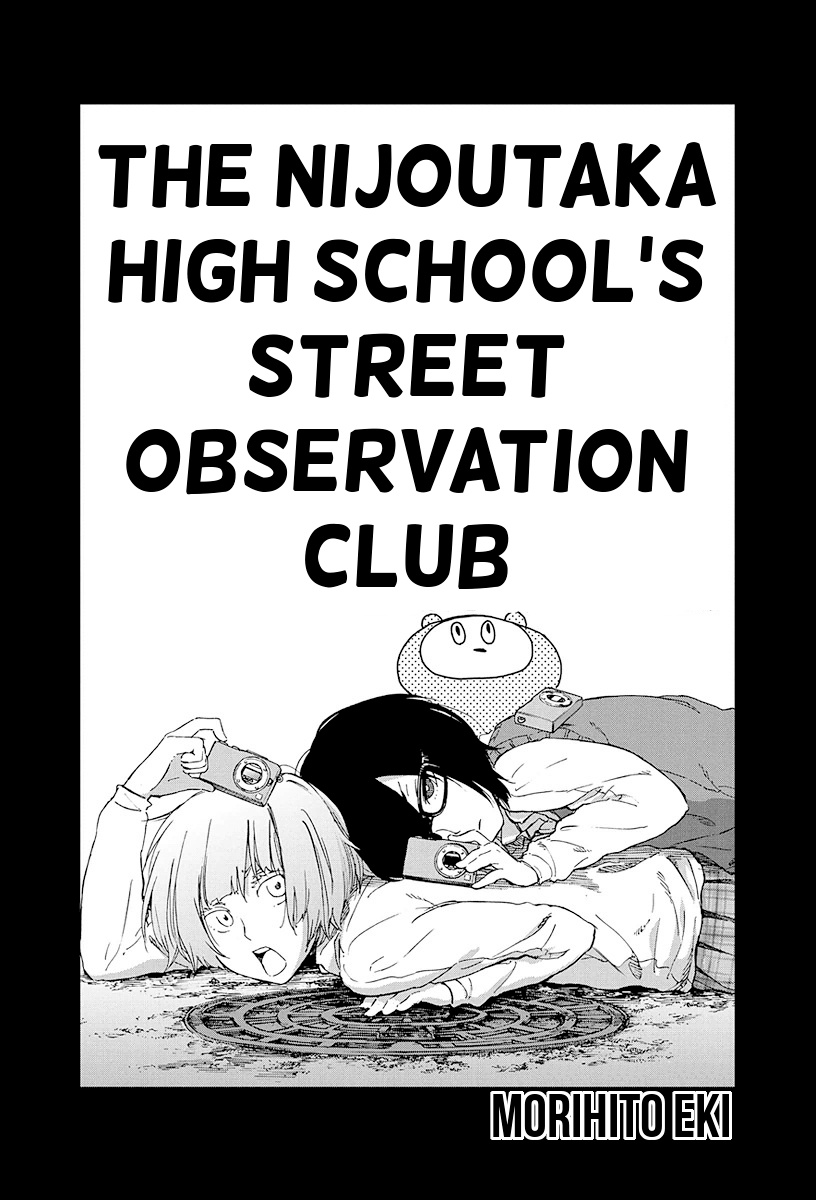 THE NIJOUTAKA
HIGH SCHOOL'S
STREET
OBSERVATION
CLUB
MORIHITO EKI